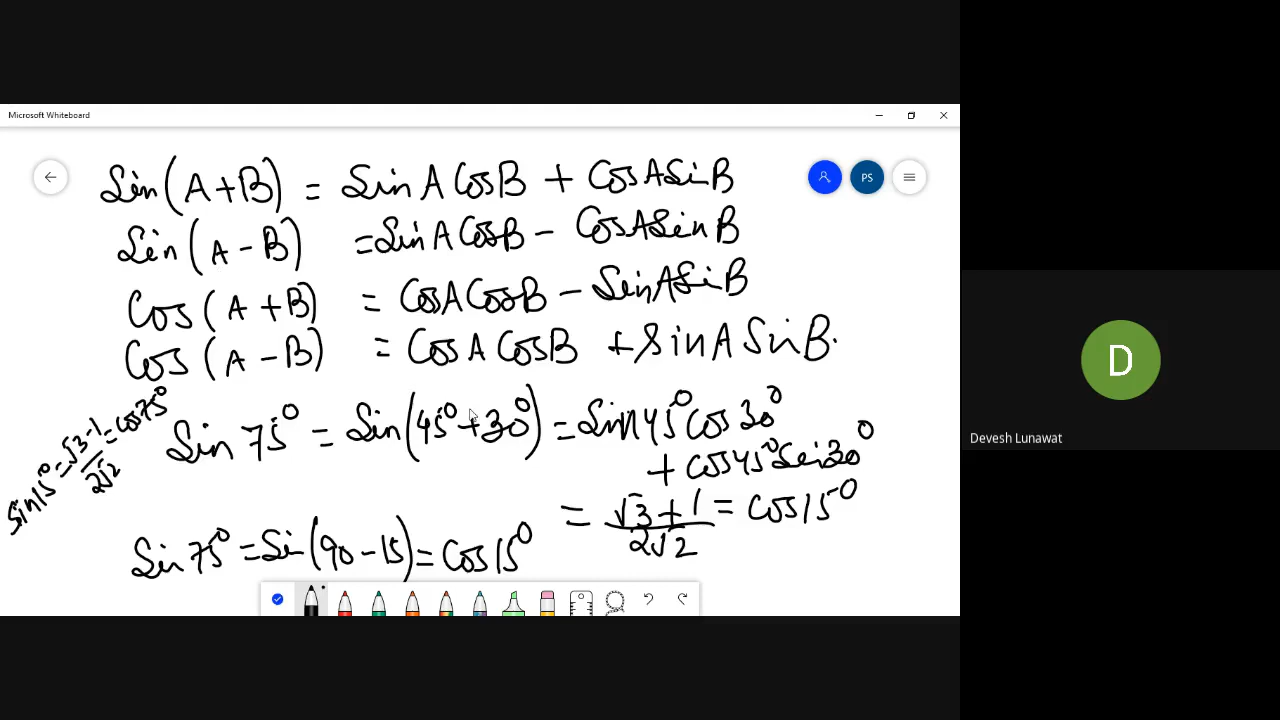 Microsoft Whiteboard
PS
Sin(A+B) = Sin A Cos B + Cos A Sin B
Sin(A-B) = Sin A Cos B - Cos A Sin B
Cos(A+B) = Cos A Cos B - Sin A Sin B
Cos(A-B) = Cos A Cos B + Sin A Sin B.
Sin 75° = Sin(45°+30°) = Sin 45° Cos 30°
+ Cos 45° Sin 30°
= √3+1/2√2 = Cos 15°
Sin 15° = √3-1/2√2 = Cos 75°
Sin 75° = Sin(90-15) = Cos 15°
D
Devesh Lunawat